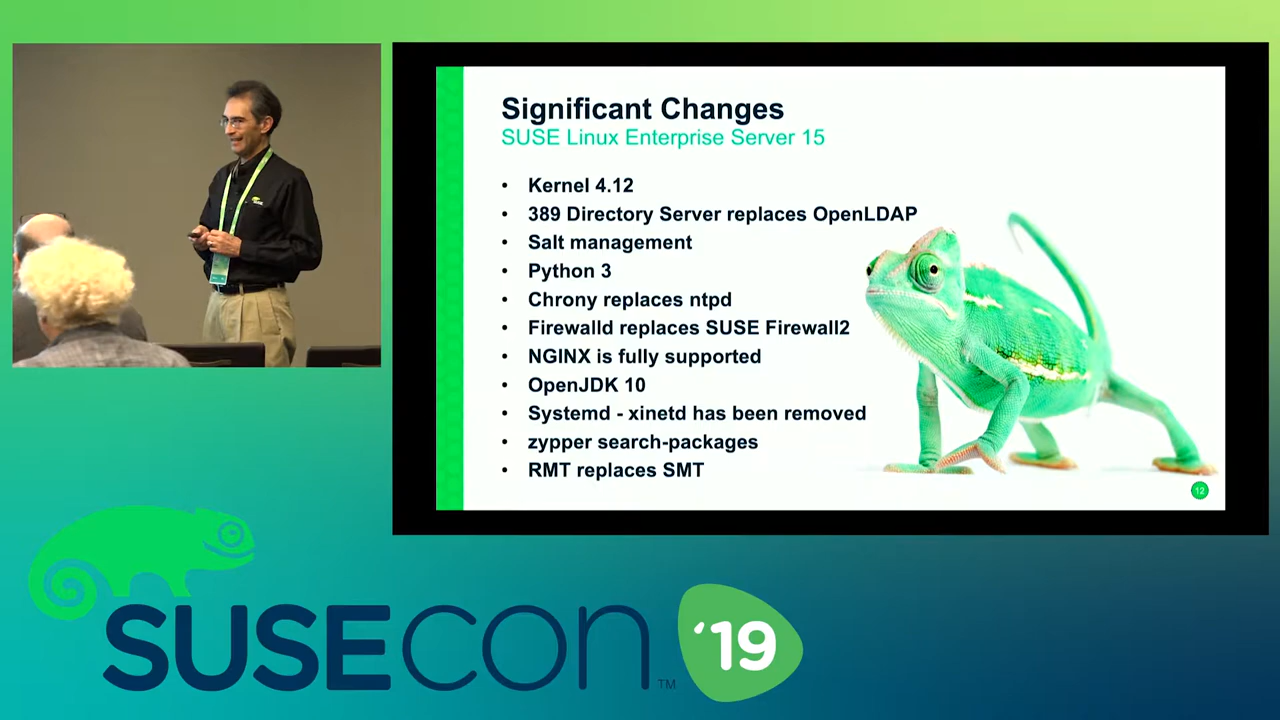 Significant Changes
SUSE Linux Enterprise Server 15
• Kernel 4.12
• 389 Directory Server replaces OpenLDAP
• Salt management
• Python 3
• Chrony replaces ntpd
• Firewalld replaces SUSE Firewall2
• NGINX is fully supported
• OpenJDK 10
• Systemd - xinetd has been removed
• zypper search-packages
• RMT replaces SMT
12
SUSE
SUSECON™ '19